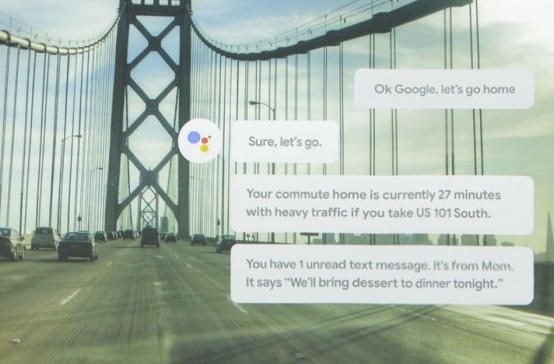 Ok Google, let's go home
Sure, let's go.
Your commute home is currently 27 minutes
with heavy traffic if you take US 101 South.
You have 1 unread text message. It's from Mom.
It says “We'll bring dessert to dinner tonight.”